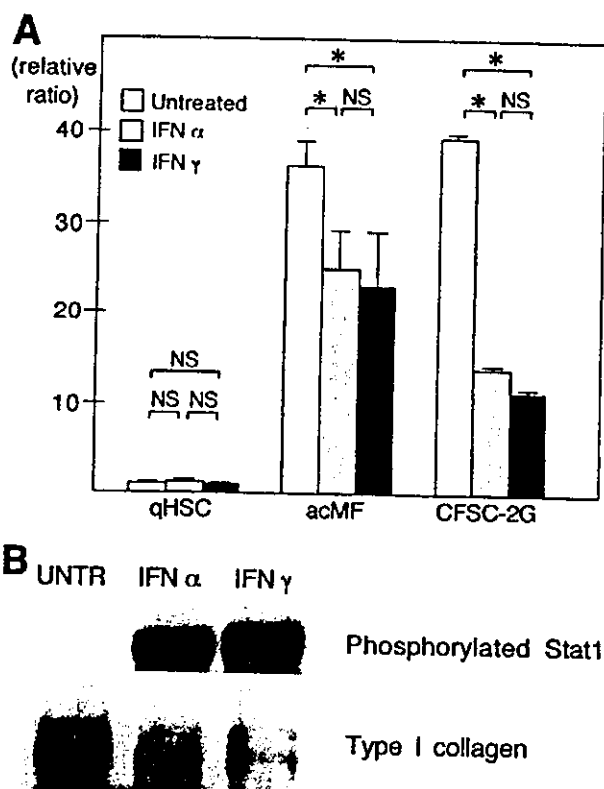 A
(relative
ratio)
Untreated
IFN α
IFN γ
40
30
20
10
NS
NS NS
*
* NS
*
* NS
qHSC acMF CFSC-2G
B
UNTR IFN α IFN γ
Phosphorylated Stat1
Type I collagen